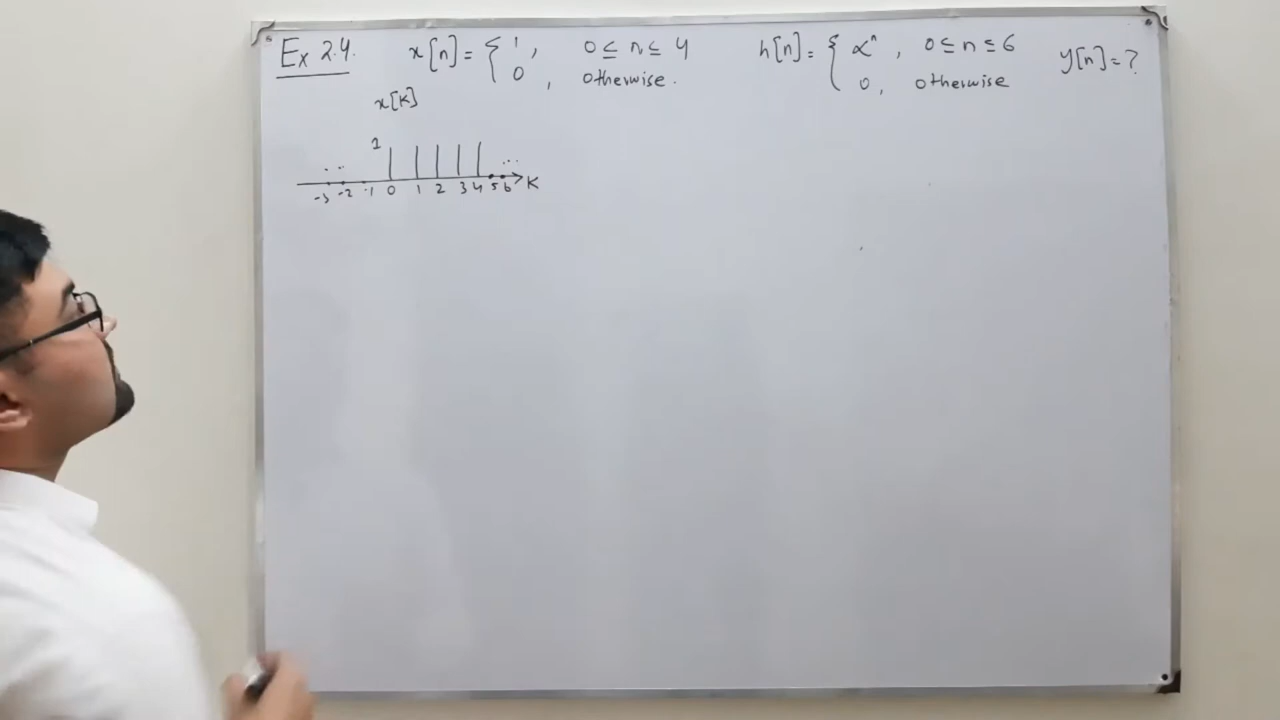 Ex 2.4. x[n] = { 1, 0 ≤ n ≤ 4 h[n] = { αⁿ, 0 ≤ n ≤ 6 y[n] = ?
0, otherwise. 0, otherwise
x[k]
1
-3 -2 -1 0 1 2 3 4 5 6 K